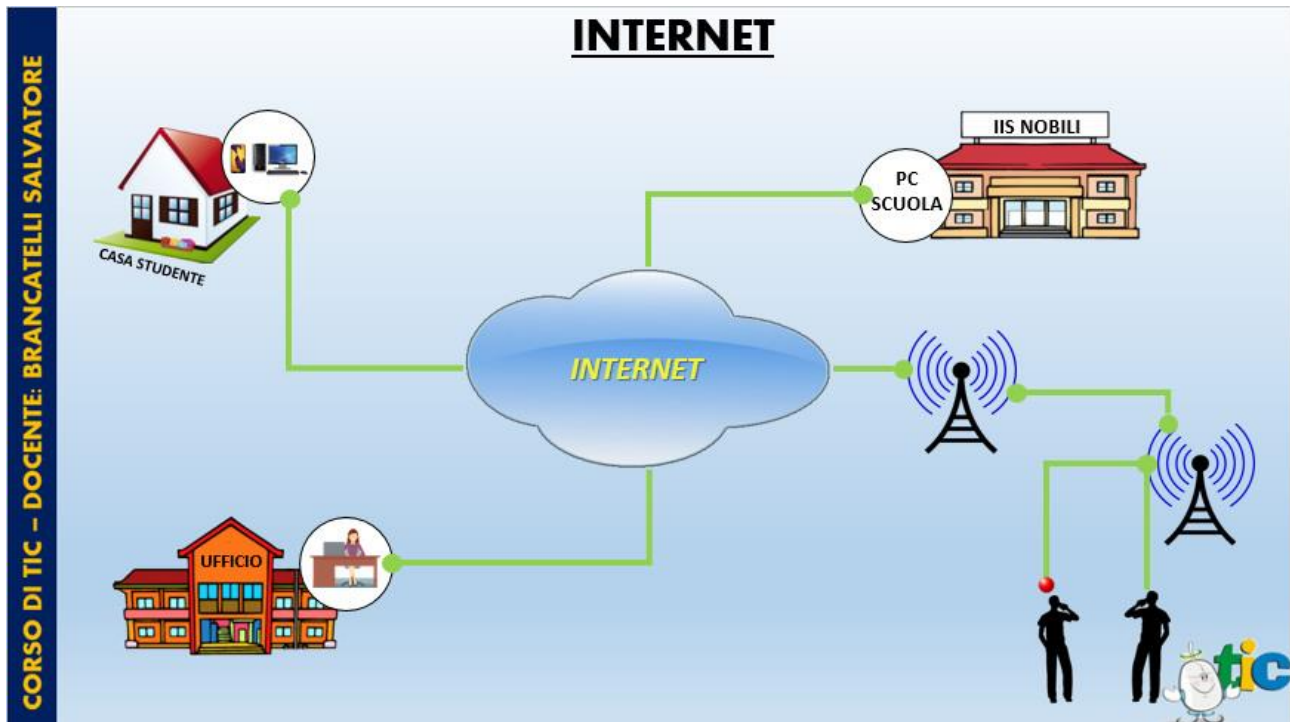 INTERNET
CORSO DI TIC – DOCENTE: BRANCATELLI SALVATORE
CASA STUDENTE
IIS NOBILI
PC
SCUOLA
INTERNET
UFFICIO
tic